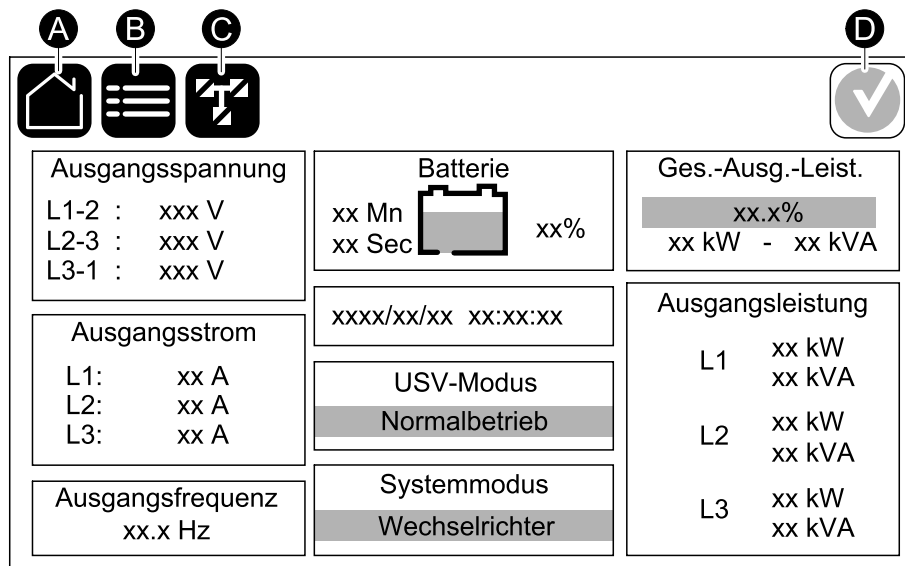 A B C D
Ausgangsspannung
L1-2 : xxx V
L2-3 : xxx V
L3-1 : xxx V
Ausgangsstrom
L1: xx A
L2: xx A
L3: xx A
Ausgangsfrequenz
xx.x Hz
Batterie
xx Mn
xx Sec
xx%
xxxx/xx/xx xx:xx:xx
USV-Modus
Normalbetrieb
Systemmodus
Wechselrichter
Ges.-Ausg.-Leist.
xx.x%
xx kW - xx kVA
Ausgangsleistung
L1 xx kW
xx kVA
L2 xx kW
xx kVA
L3 xx kW
xx kVA